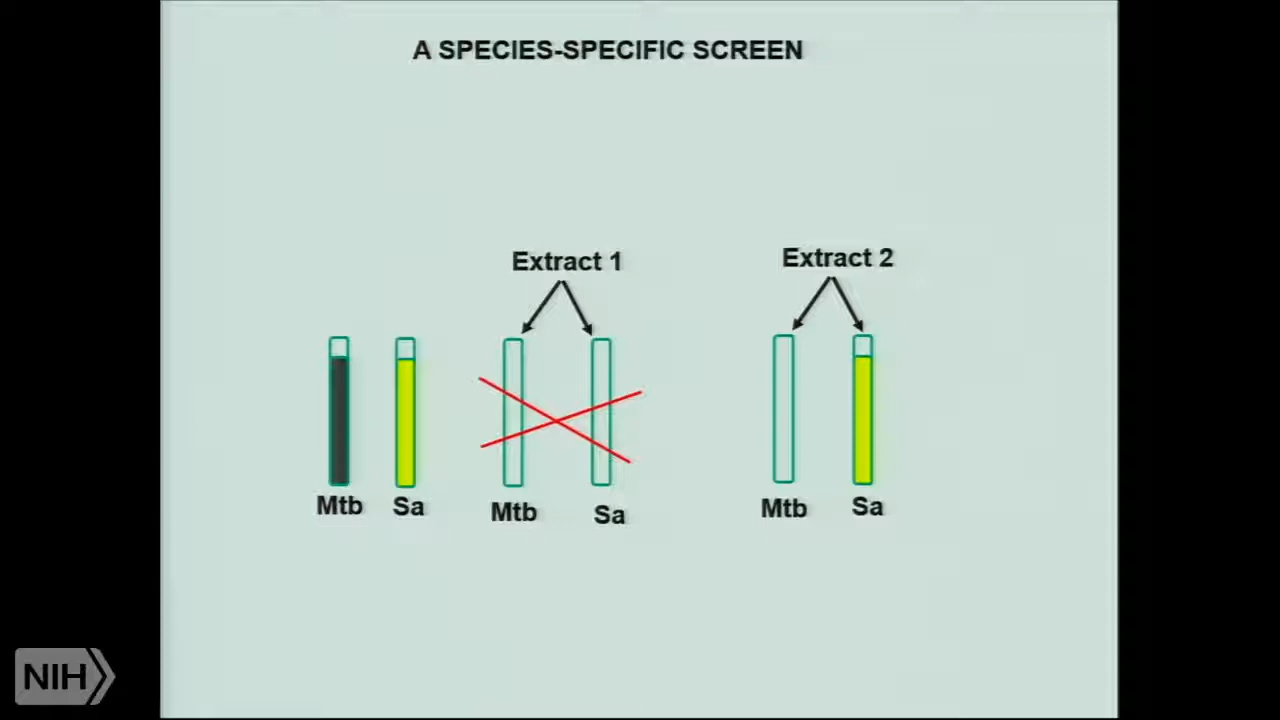 A SPECIES-SPECIFIC SCREEN
Extract 1
Extract 2
Mtb
Sa
Mtb
Sa
Mtb
Sa
NIH